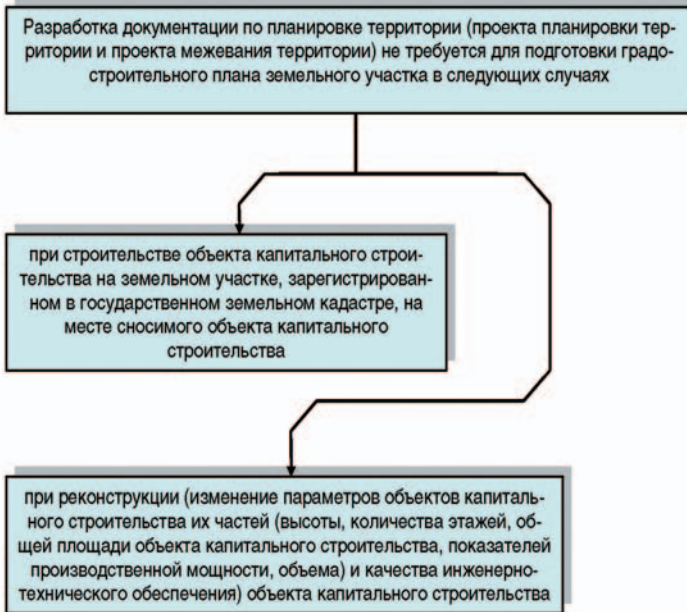 Разработка документации по планировке территории (проекта планировки тер-
ритории и проекта межевания территории) не требуется для подготовки градо-
строительного плана земельного участка в следующих случаях
при строительстве объекта капитального строи-
тельства на земельном участке, зарегистрирован-
ном в государственном земельном кадастре, на
месте сносимого объекта капитального
строительства
при реконструкции (изменение параметров объектов капиталь-
ного строительства их частей (высоты, количества этажей, об-
щей площади объекта капитального строительства, показателей
производственной мощности, объема) и качества инженерно-
технического обеспечения) объекта капитального строительства